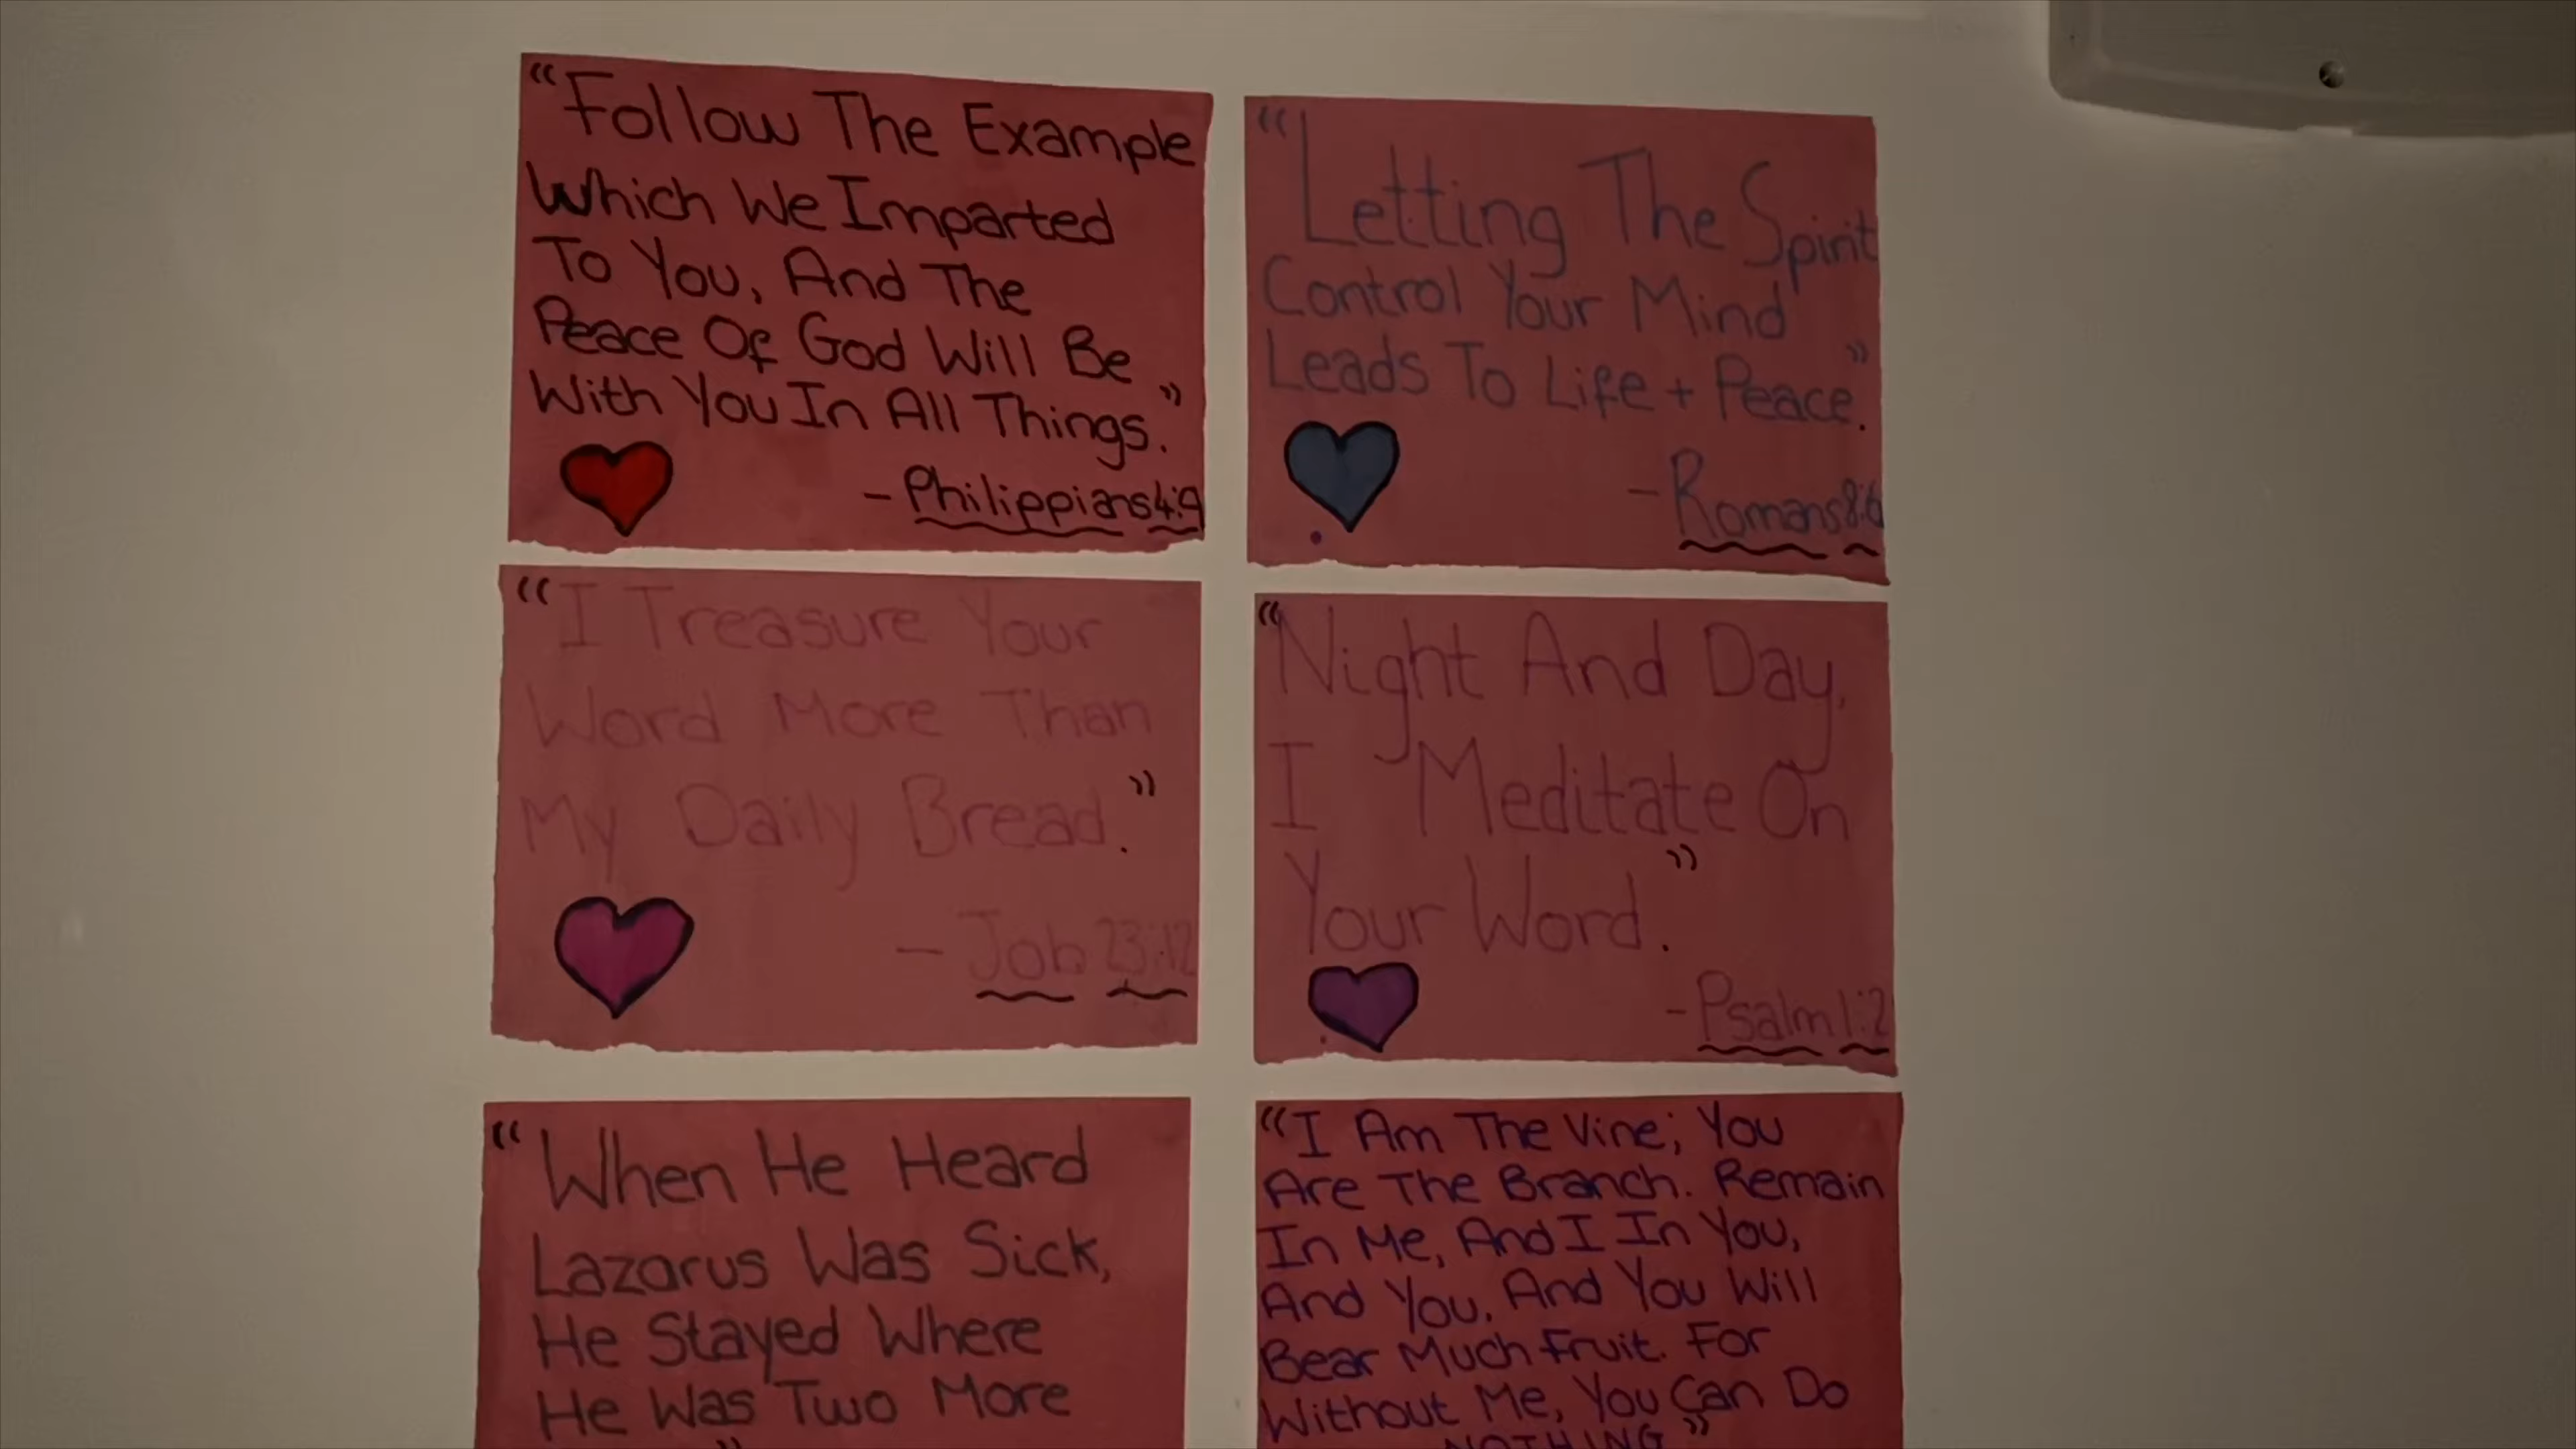 “Follow The Example
Which We Imparted
To You, And The
Peace Of God Will Be
With You In All Things.”
- Philippians 4:9
“Letting The Spirit
Control Your Mind
Leads To Life + Peace.”
- Romans 8:6
“I Treasure Your
Word More Than
My Daily Bread.”
- Job 23:12
“Night And Day,
I Meditate On
Your Word.”
- Psalm 1:2
“When He Heard
Lazarus Was Sick,
He Stayed Where
He Was Two More
“I Am The Vine; You
Are The Branch. Remain
In Me, And I In You,
And You, And You Will
Bear Much Fruit. For
Without Me, You Can Do
NOTHING”